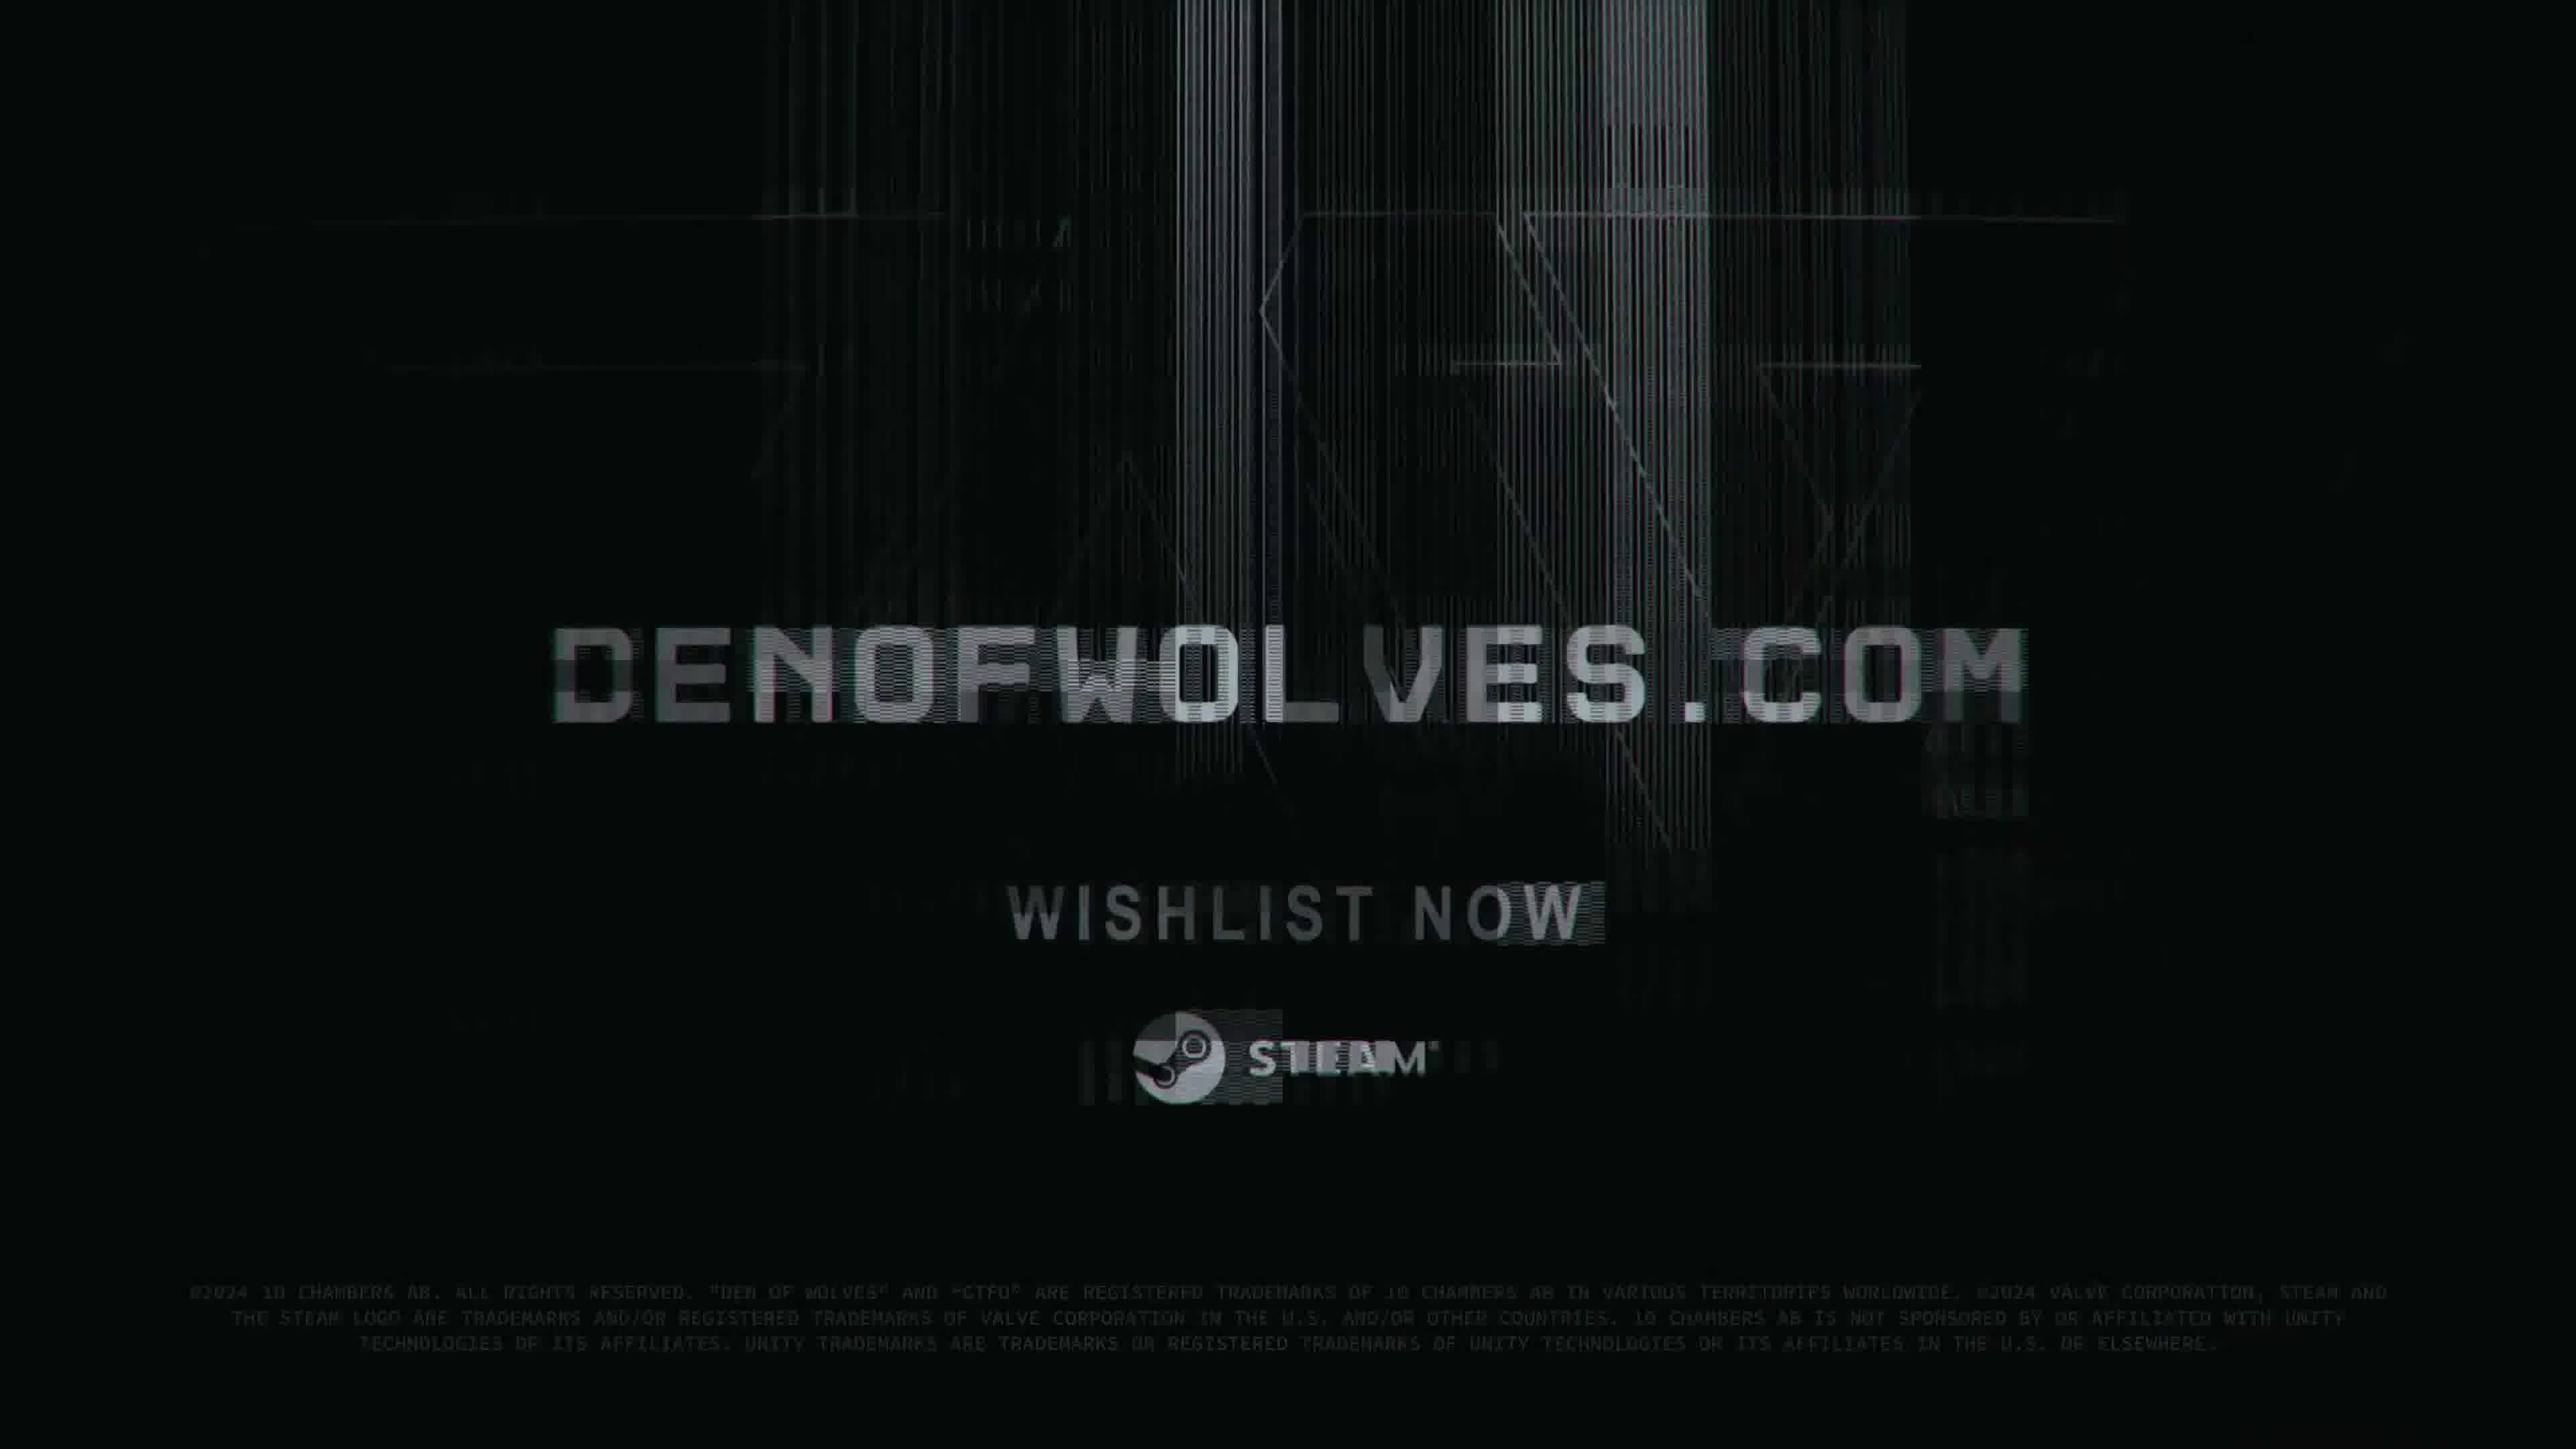 DENOFWOLVES.COM
WISHLIST NOW
STEAM®
©2024 10 CHAMBERS AB. ALL RIGHTS RESERVED. "DEN OF WOLVES" AND "GTFO" ARE REGISTERED TRADEMARKS OF 10 CHAMBERS AB IN VARIOUS TERRITORIES WORLDWIDE. ©2024 VALVE CORPORATION, STEAM AND
THE STEAM LOGO ARE TRADEMARKS AND/OR REGISTERED TRADEMARKS OF VALVE CORPORATION IN THE U.S. AND/OR OTHER COUNTRIES. 10 CHAMBERS AB IS NOT SPONSORED BY OR AFFILIATED WITH UNITY
TECHNOLOGIES OR ITS AFFILIATES. UNITY TRADEMARKS ARE TRADEMARKS OR REGISTERED TRADEMARKS OF UNITY TECHNOLOGIES OR ITS AFFILIATES IN THE U.S. OR ELSEWHERE.